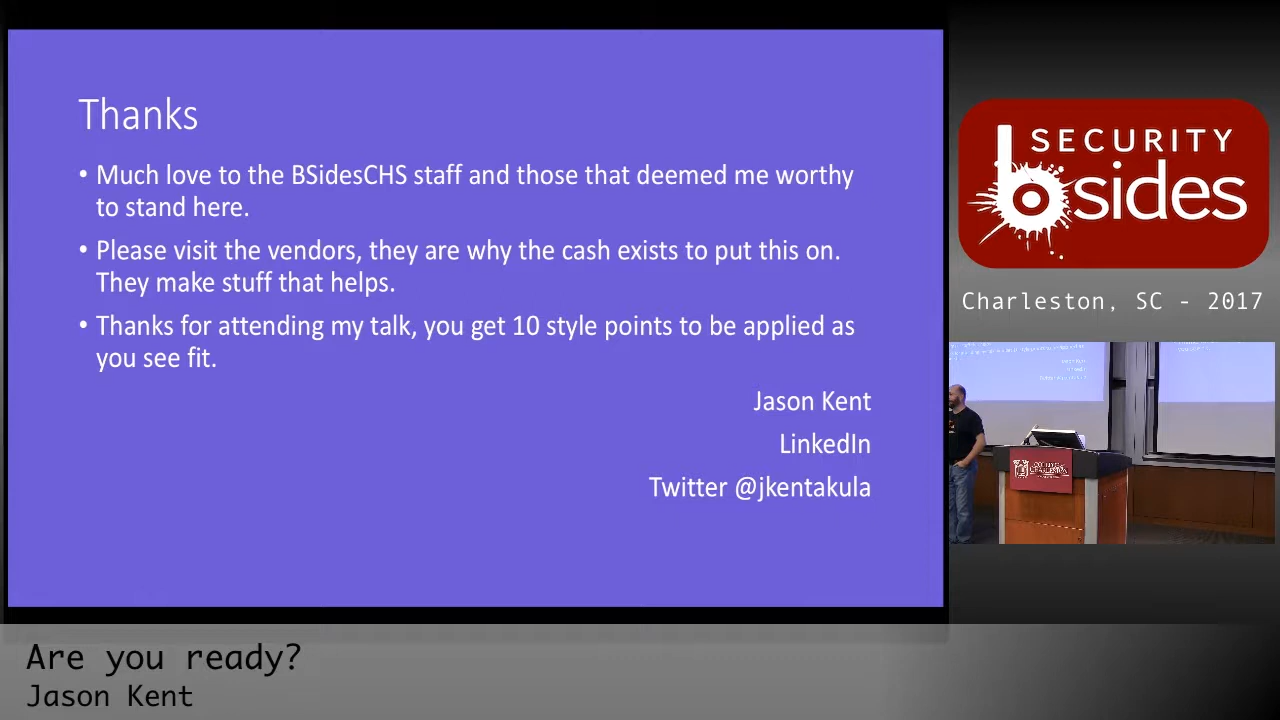 Thanks
• Much love to the BSidesCHS staff and those that deemed me worthy
to stand here.
• Please visit the vendors, they are why the cash exists to put this on.
They make stuff that helps.
• Thanks for attending my talk, you get 10 style points to be applied as
you see fit.
Jason Kent
LinkedIn
Twitter @jkentakula
SECURITY
bsides
Charleston, SC - 2017
Are you ready?
Jason Kent